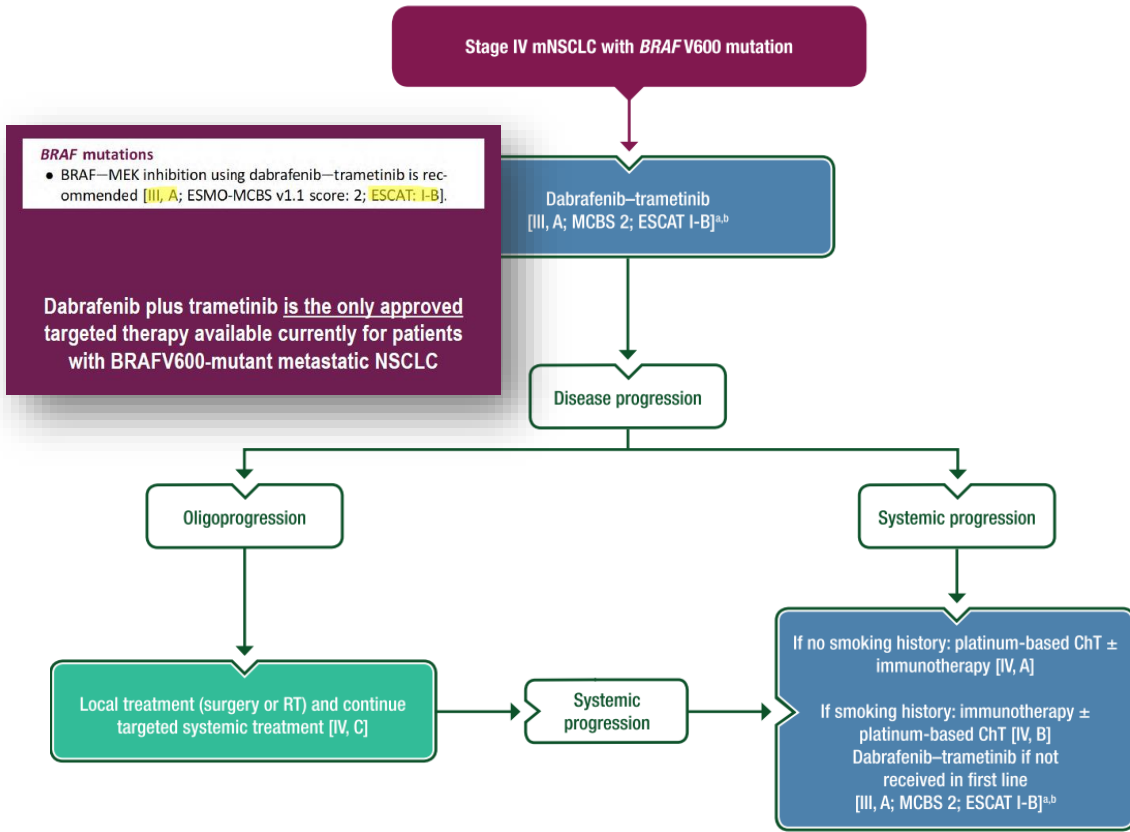 Stage IV mNSCLC with BRAF V600 mutation
BRAF mutations
• BRAF–MEK inhibition using dabrafenib–trametinib is rec-
ommended [III, A; ESMO-MCBS v1.1 score: 2; ESCAT: I-B].
Dabrafenib plus trametinib is the only approved
targeted therapy available currently for patients
with BRAFV600-mutant metastatic NSCLC
Dabrafenib–trametinib
[III, A; MCBS 2; ESCAT I-B]a,b
Disease progression
Oligoprogression
Systemic progression
Local treatment (surgery or RT) and continue
targeted systemic treatment [IV, C]
Systemic
progression
If no smoking history: platinum-based ChT ±
immunotherapy [IV, A]
If smoking history: immunotherapy ±
platinum-based ChT [IV, B]
Dabrafenib–trametinib if not
received in first line
[III, A; MCBS 2; ESCAT I-B]a,b